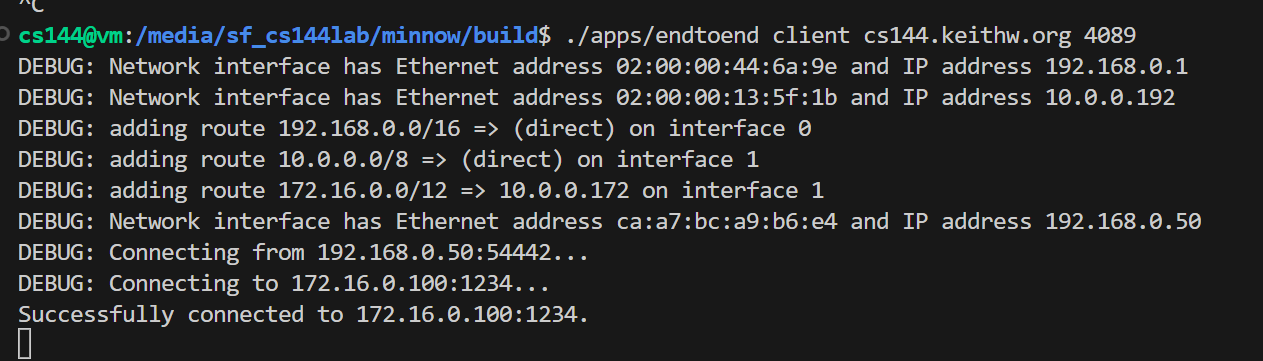 ^C
cs144@vm:/media/sf_cs144lab/minnow/build$ ./apps/endtoend client cs144.keithw.org 4089
DEBUG: Network interface has Ethernet address 02:00:00:44:6a:9e and IP address 192.168.0.1
DEBUG: Network interface has Ethernet address 02:00:00:13:5f:1b and IP address 10.0.0.192
DEBUG: adding route 192.168.0.0/16 => (direct) on interface 0
DEBUG: adding route 10.0.0.0/8 => (direct) on interface 1
DEBUG: adding route 172.16.0.0/12 => 10.0.0.172 on interface 1
DEBUG: Network interface has Ethernet address ca:a7:bc:a9:b6:e4 and IP address 192.168.0.50
DEBUG: Connecting from 192.168.0.50:54442...
DEBUG: Connecting to 172.16.0.100:1234...
Successfully connected to 172.16.0.100:1234.